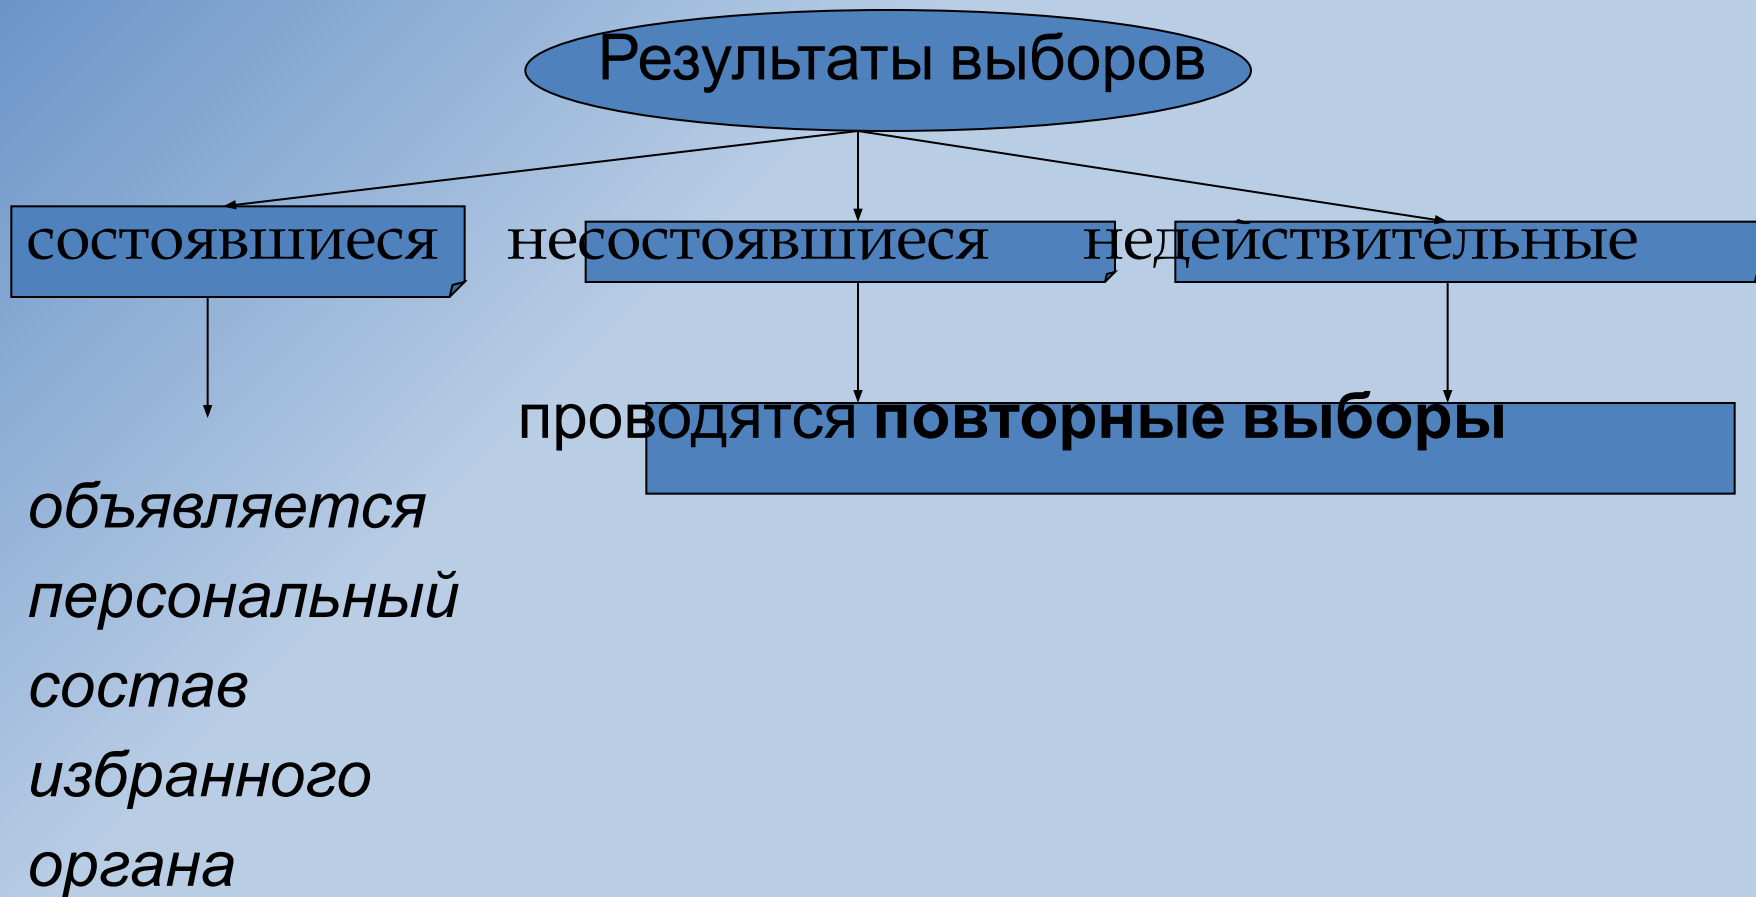 Результаты выборов
состоявшиеся
несостоявшиеся
недействительные
проводятся повторные выборы
объявляется
персональный
состав
избранного
органа